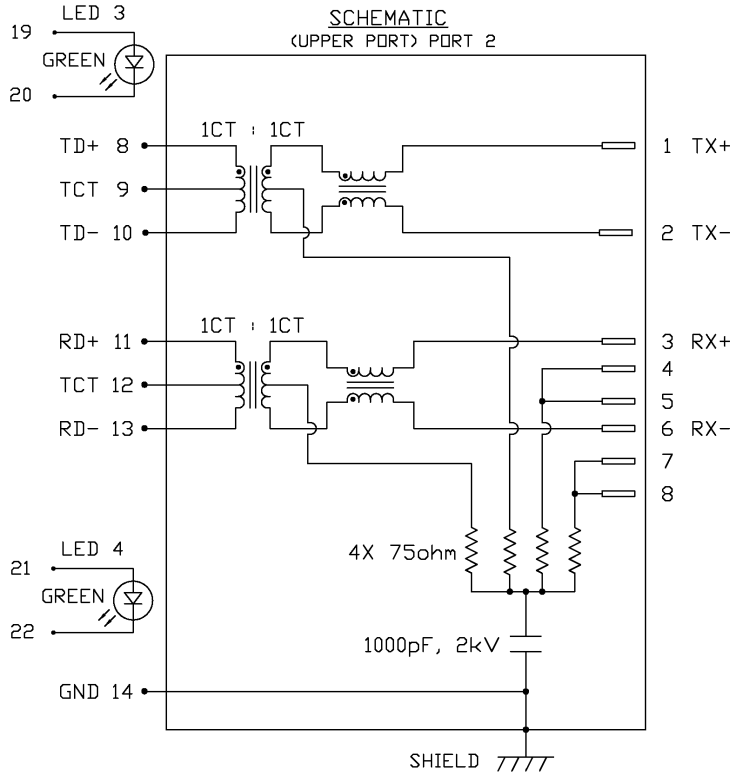 SCHEMATIC
(UPPER PORT) PORT 2
LED 3
19
GREEN
20
1CT : 1CT
TD+ 8
1 TX+
TCT 9
TD- 10
2 TX-
1CT : 1CT
RD+ 11
3 RX+
4
TCT 12
5
RD- 13
6 RX-
7
8
LED 4
4X 75ohm
21
GREEN
22
1000pF, 2kV
GND 14
SHIELD